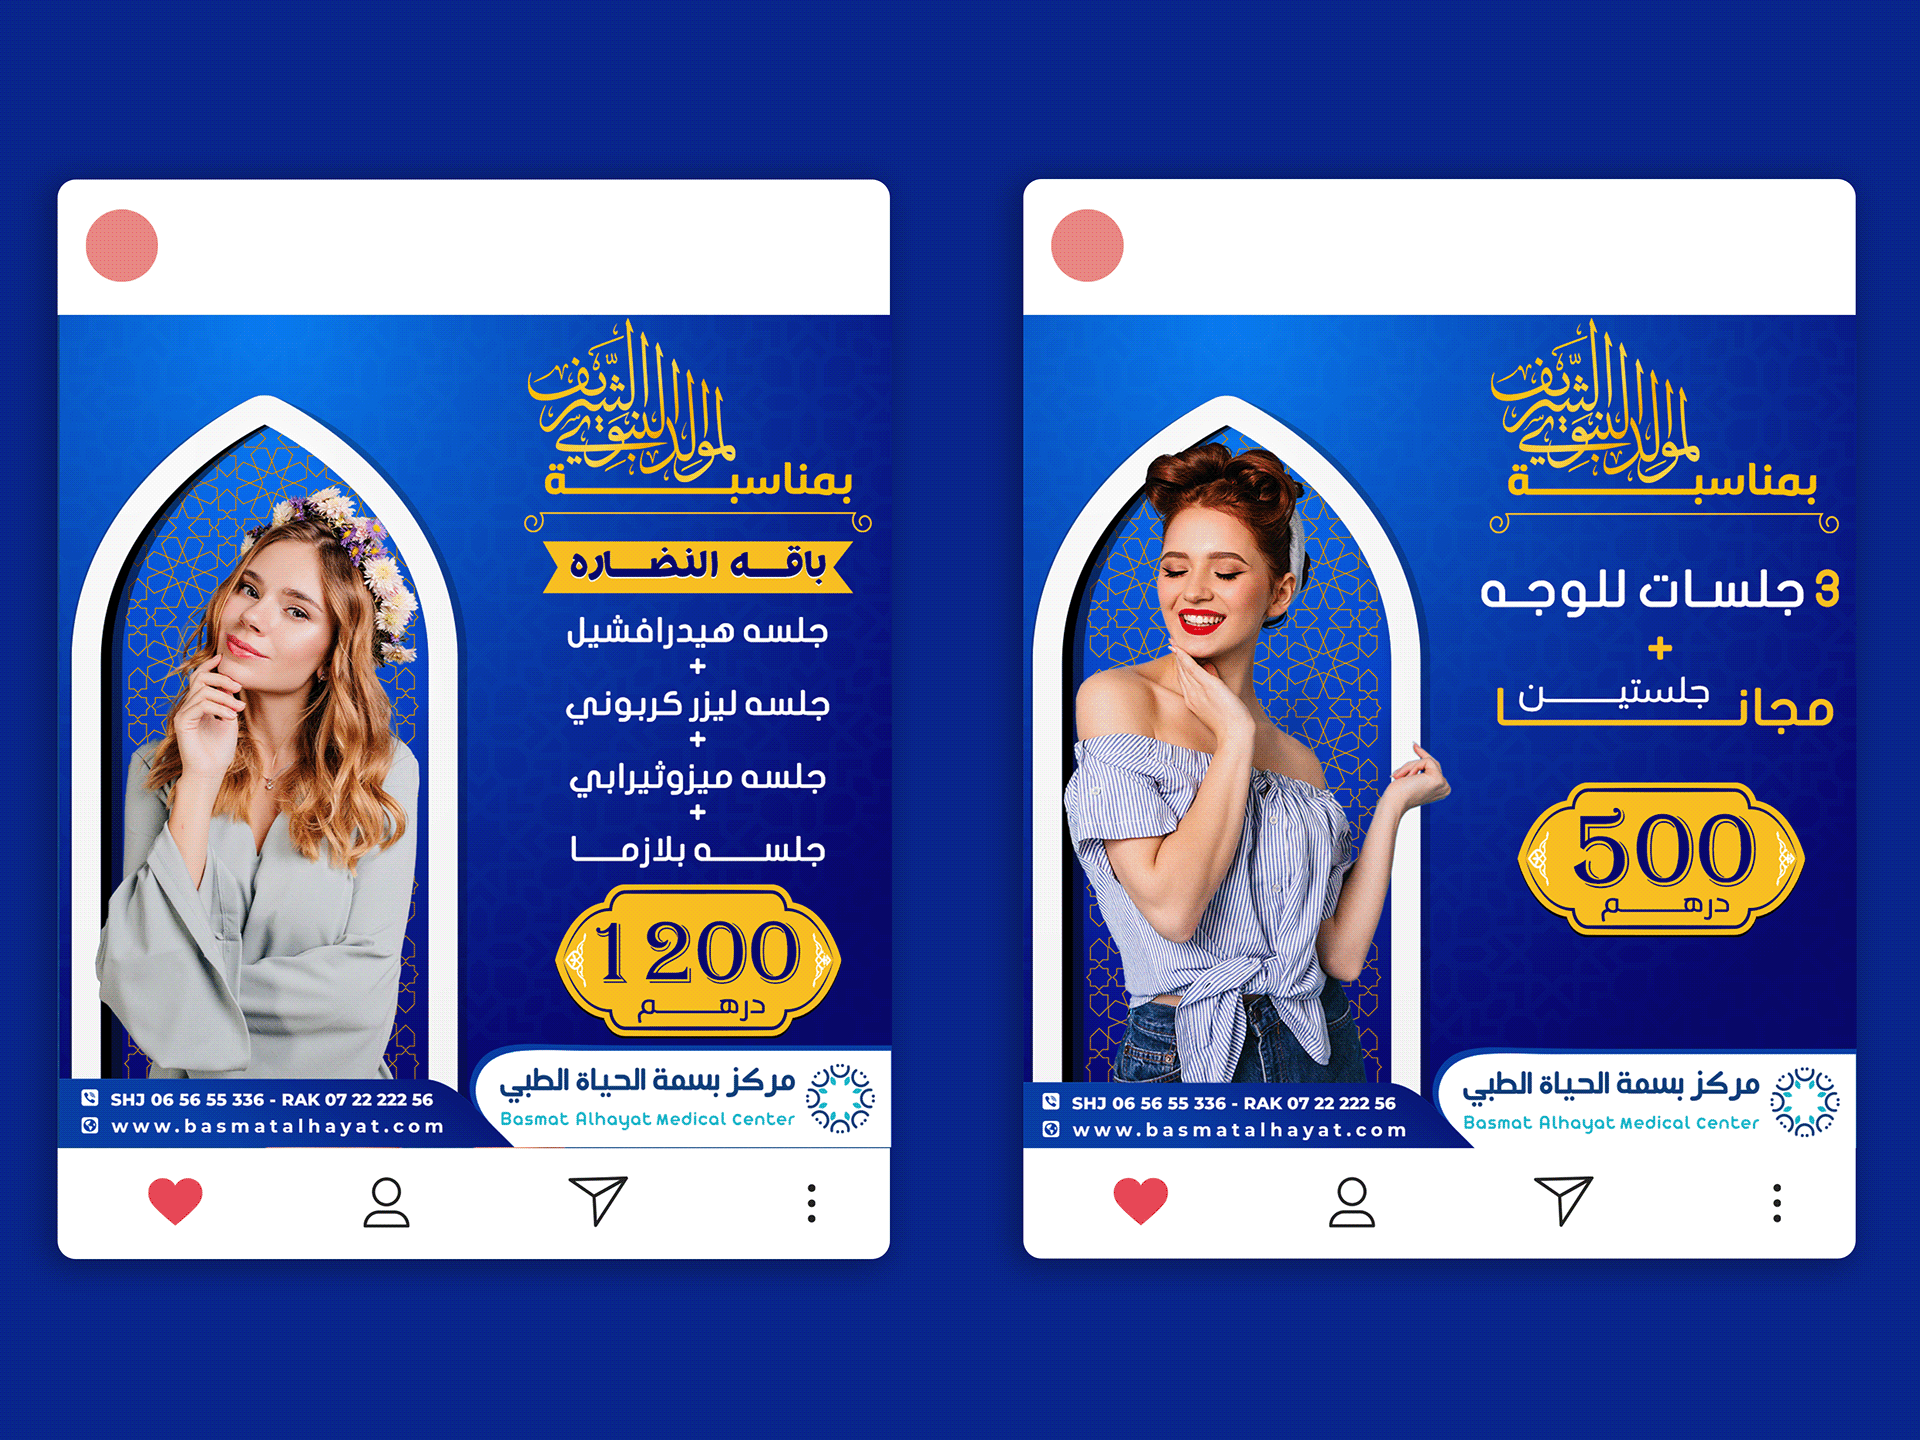 بمناسبة
المولد النبوي الشريف
باقه النضاره
جلسه هيدرافشيل
+
جلسه ليزر كربوني
+
جلسه ميزوثيرابي
+
جلسه بلازما
1200
درهم
SHJ 06 56 55 336 - RAK 07 22 222 56
www.basmatalhayat.com
مركز بسمة الحياة الطبي
Basmat Alhayat Medical Center
بمناسبة
المولد النبوي الشريف
3 جلسات للوجه
+
جلستين
مجانا
500
درهم
SHJ 06 56 55 336 - RAK 07 22 222 56
www.basmatalhayat.com
مركز بسمة الحياة الطبي
Basmat Alhayat Medical Center